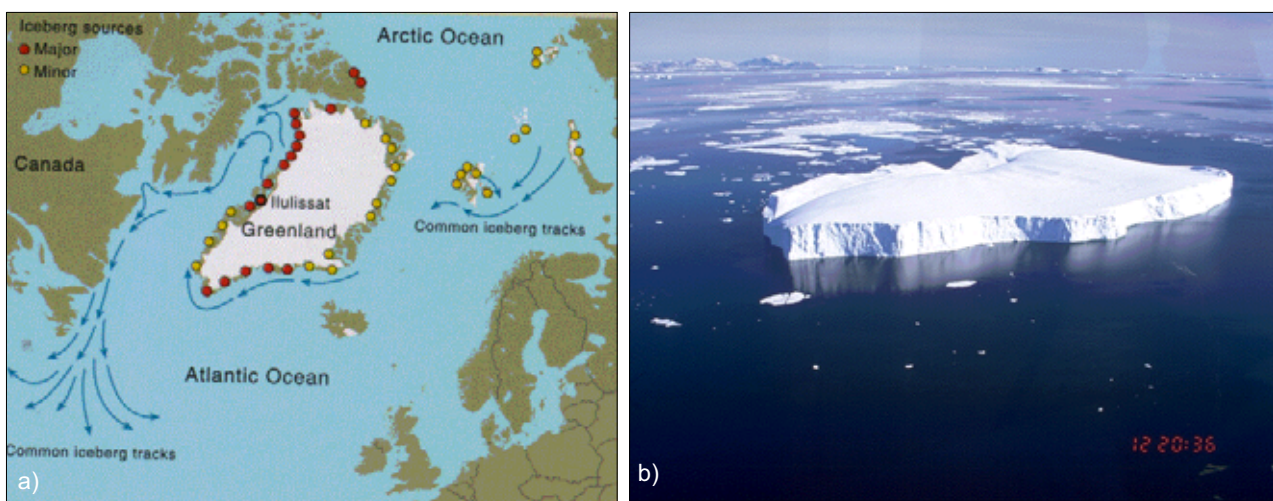 Iceberg sources
Major
Minor
Arctic Ocean
Canada
Ilulissat
Greenland
Common iceberg tracks
Atlantic Ocean
Common iceberg tracks
a)
b)
12 20:36